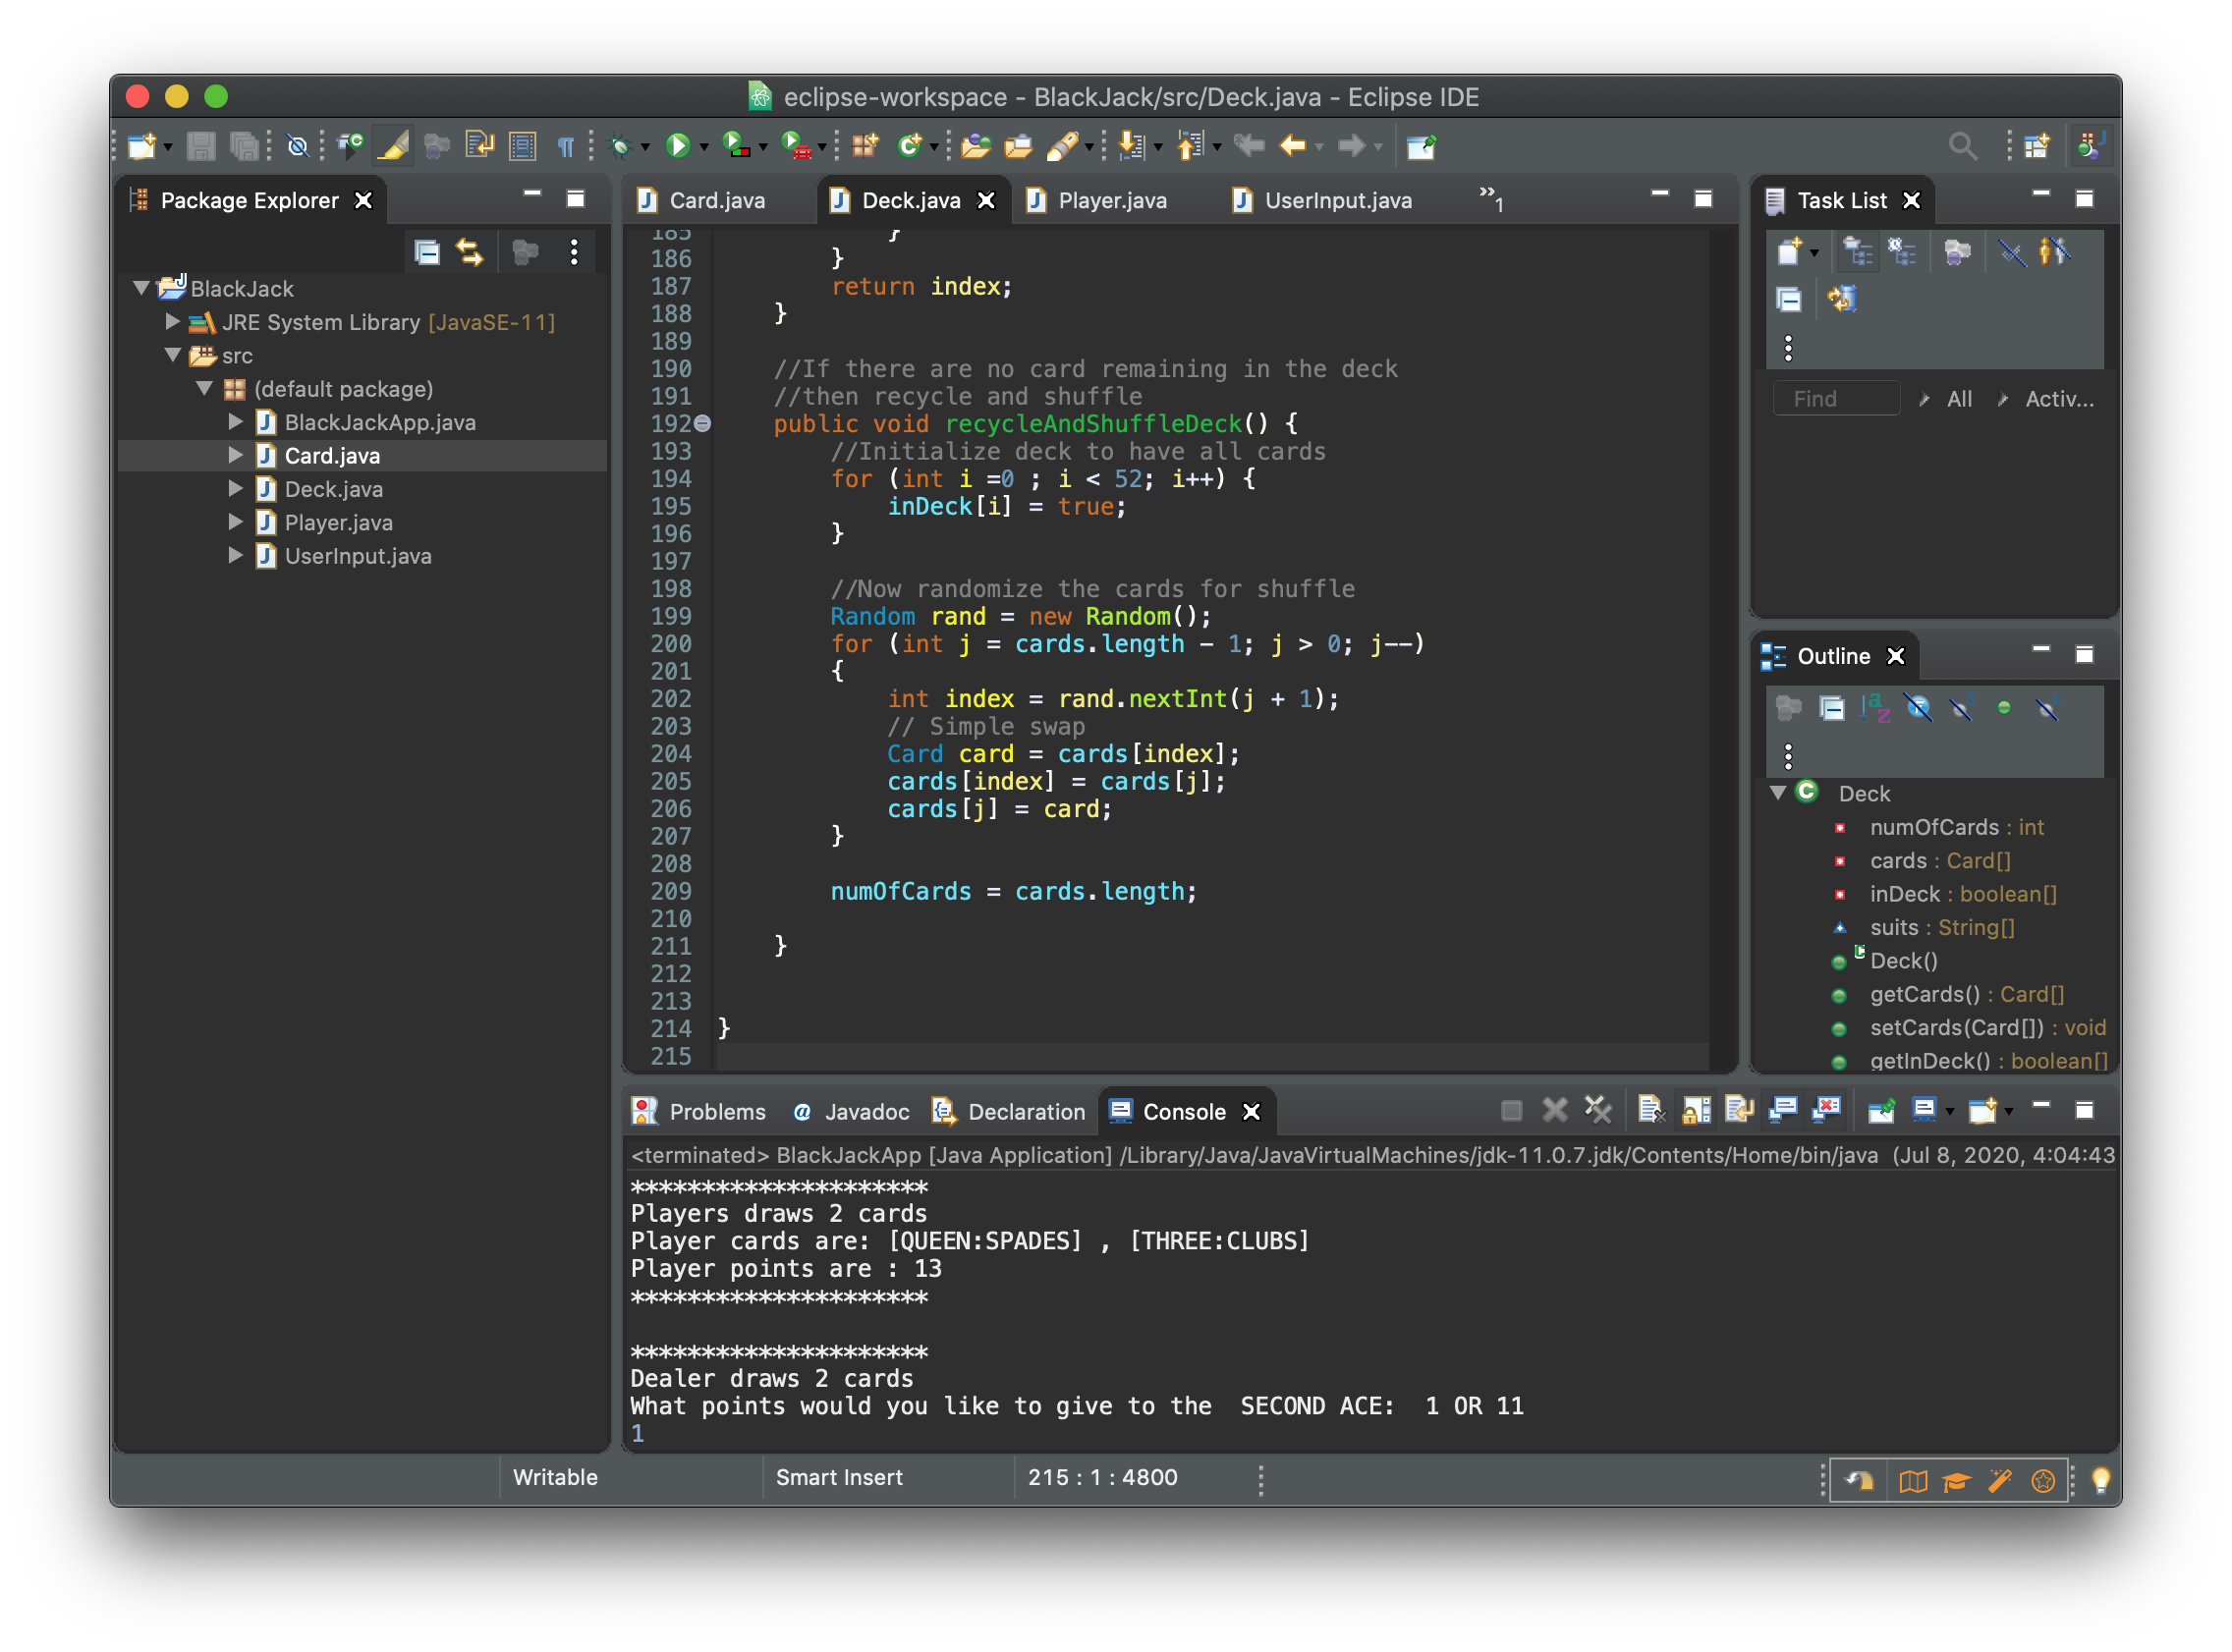 eclipse-workspace - BlackJack/src/Deck.java - Eclipse IDE
Package Explorer
BlackJack
JRE System Library [JavaSE-11]
src
(default package)
BlackJackApp.java
Card.java
Deck.java
Player.java
UserInput.java
Card.java Deck.java Player.java UserInput.java »1
185 }
186 }
187 return index;
188 }
189
190 //If there are no card remaining in the deck
191 //then recycle and shuffle
192 public void recycleAndShuffleDeck() {
193 //Initialize deck to have all cards
194 for (int i =0 ; i < 52; i++) {
195 inDeck[i] = true;
196 }
197
198 //Now randomize the cards for shuffle
199 Random rand = new Random();
200 for (int j = cards.length - 1; j > 0; j--)
201 {
202 int index = rand.nextInt(j + 1);
203 // Simple swap
204 Card card = cards[index];
205 cards[index] = cards[j];
206 cards[j] = card;
207 }
208
209 numOfCards = cards.length;
210
211 }
212
213
214 }
215
Task List
Find All Activ...
Outline
Deck
numOfCards : int
cards : Card[]
inDeck : boolean[]
suits : String[]
Deck()
getCards() : Card[]
setCards(Card[]) : void
getInDeck() : boolean[]
Problems @ Javadoc Declaration Console
<terminated> BlackJackApp [Java Application] /Library/Java/JavaVirtualMachines/jdk-11.0.7.jdk/Contents/Home/bin/java (Jul 8, 2020, 4:04:43
*********************
Players draws 2 cards
Player cards are: [QUEEN:SPADES] , [THREE:CLUBS]
Player points are : 13
*********************
*********************
Dealer draws 2 cards
What points would you like to give to the  SECOND ACE:  1 OR 11
1
Writable Smart Insert 215 : 1 : 4800